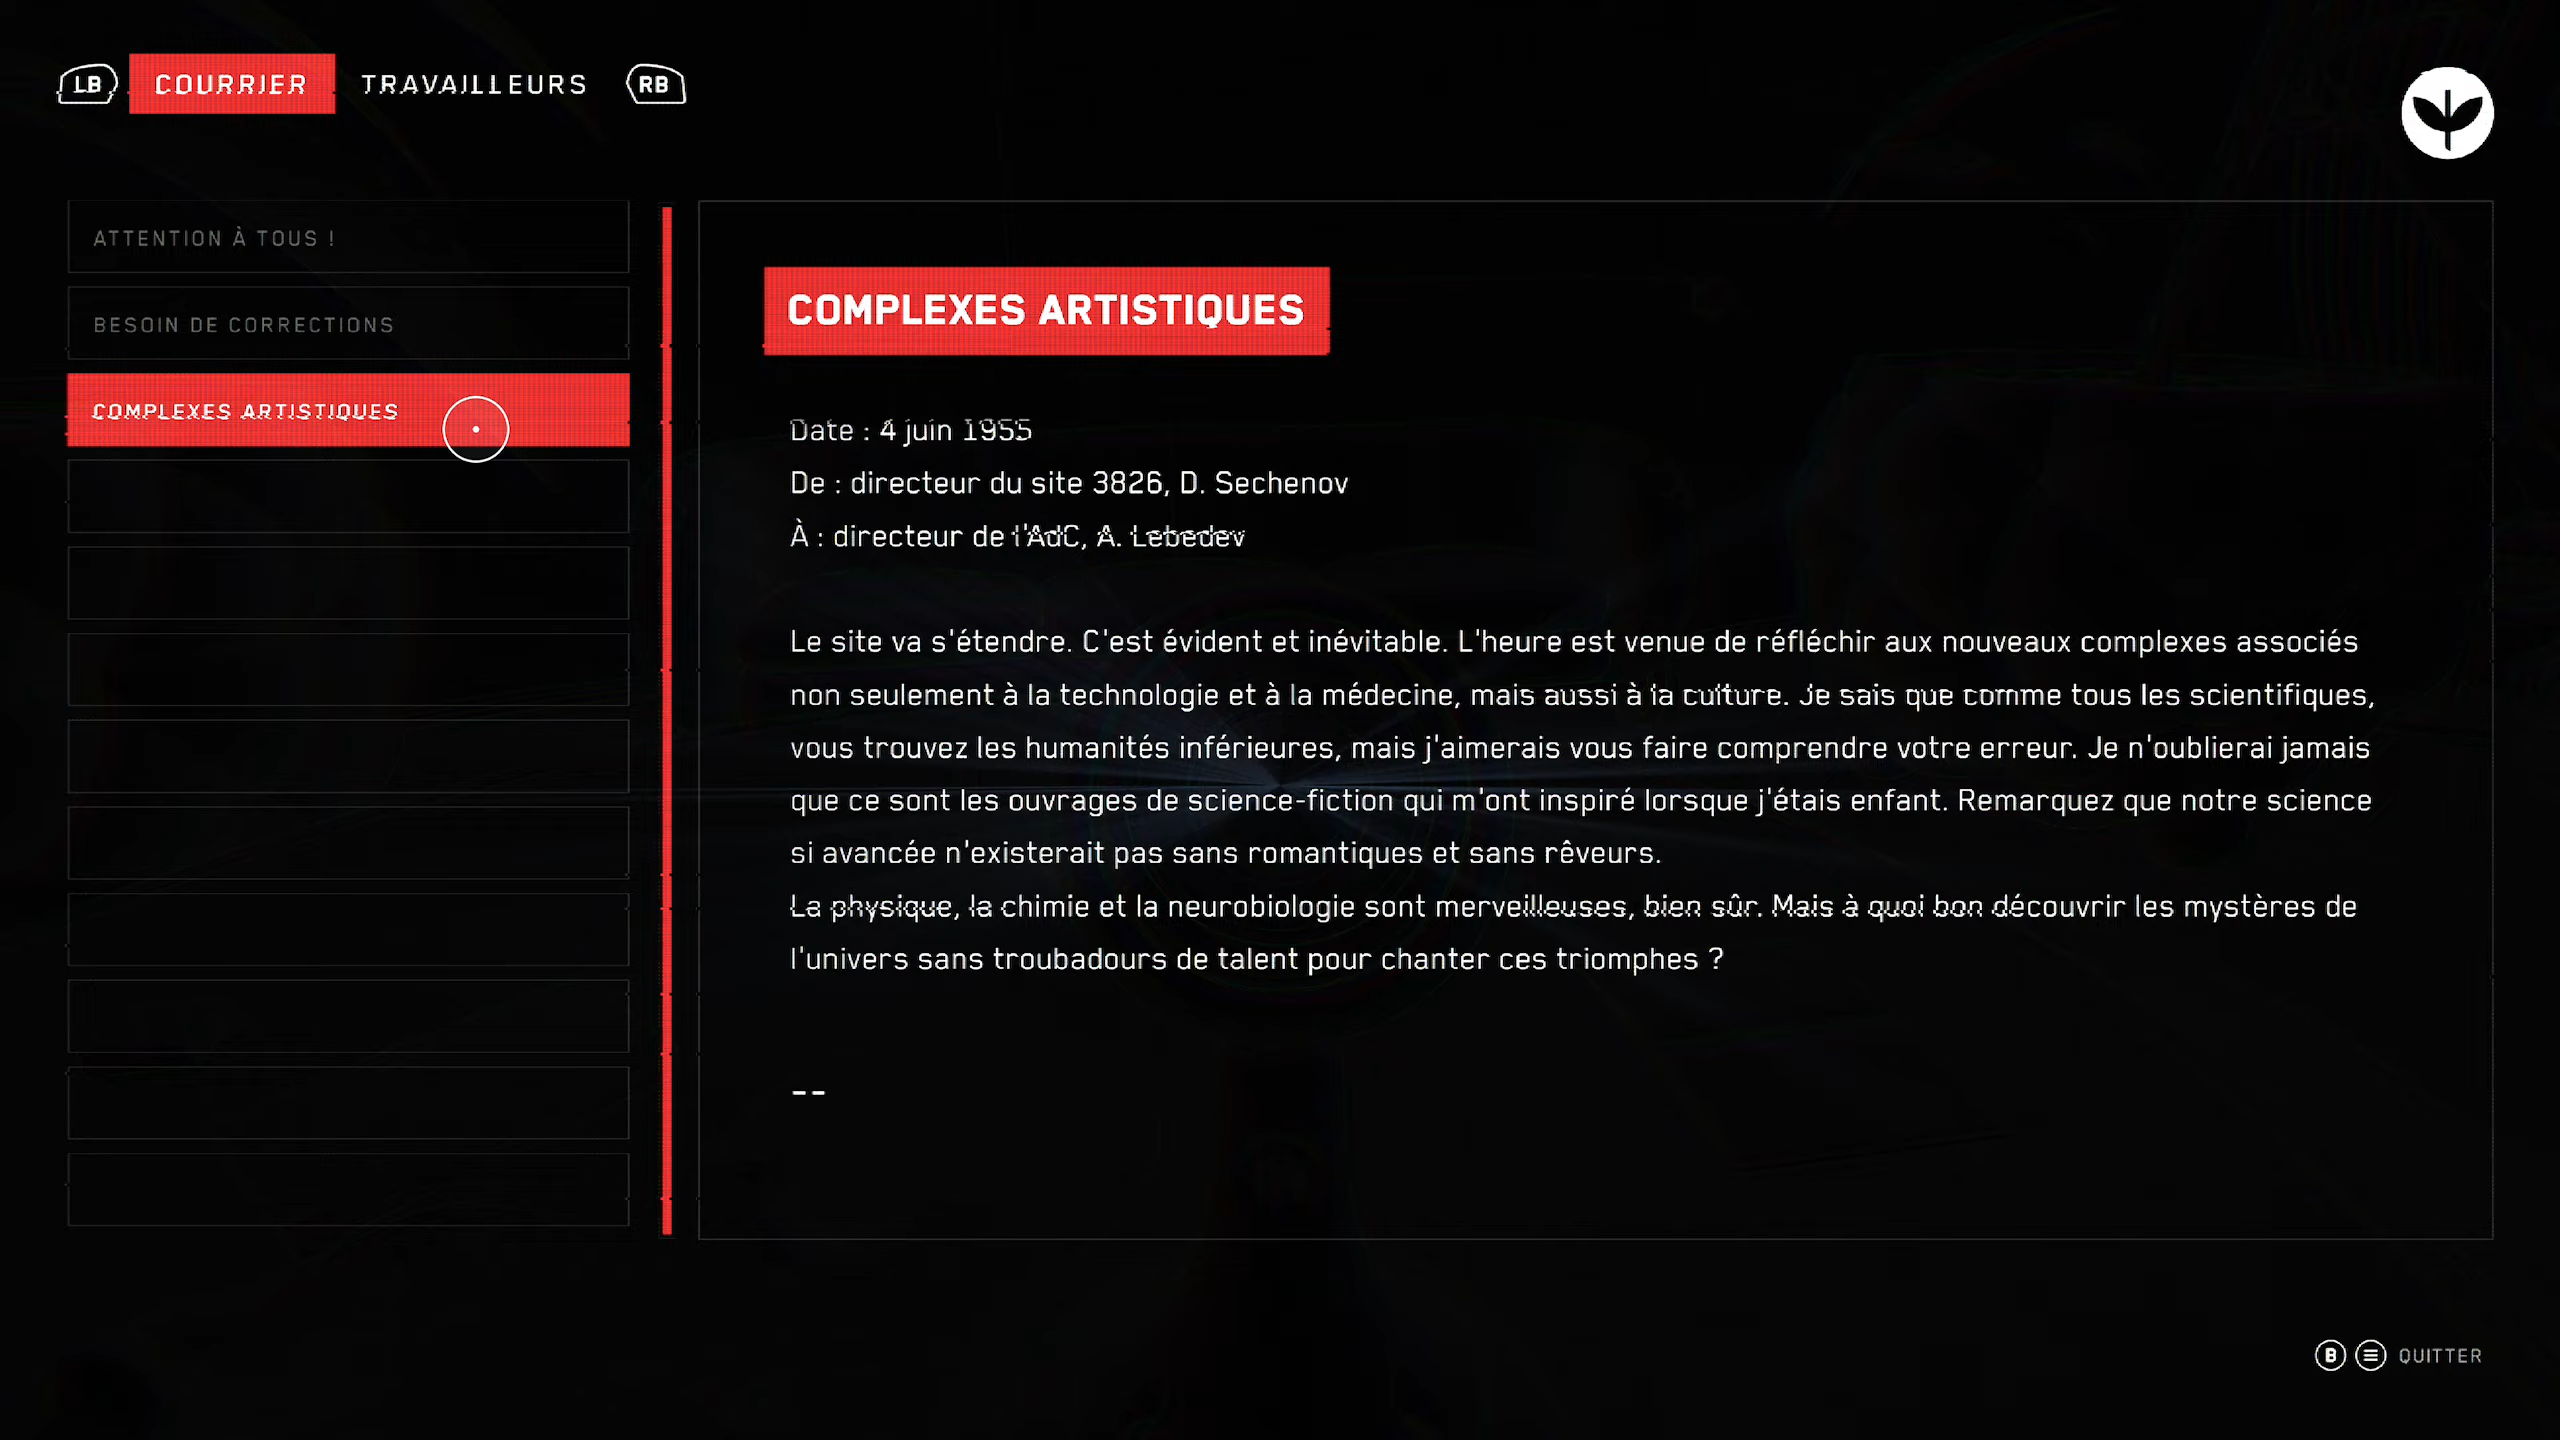 LB COURRIER TRAVAILLEURS RB
ATTENTION À TOUS !
BESOIN DE CORRECTIONS
COMPLEXES ARTISTIQUES
COMPLEXES ARTISTIQUES
Date : 4 juin 1955
De : directeur du site 3826, D. Sechenov
À : directeur de l'AdC, A. Lebedev
Le site va s'étendre. C'est évident et inévitable. L'heure est venue de réfléchir aux nouveaux complexes associés
non seulement à la technologie et à la médecine, mais aussi à la culture. Je sais que comme tous les scientifiques,
vous trouvez les humanités inférieures, mais j'aimerais vous faire comprendre votre erreur. Je n'oublierai jamais
que ce sont les ouvrages de science-fiction qui m'ont inspiré lorsque j'étais enfant. Remarquez que notre science
si avancée n'existerait pas sans romantiques et sans rêveurs.
La physique, la chimie et la neurobiologie sont merveilleuses, bien sûr. Mais à quoi bon découvrir les mystères de
l'univers sans troubadours de talent pour chanter ces triomphes ?
--
B QUITTER